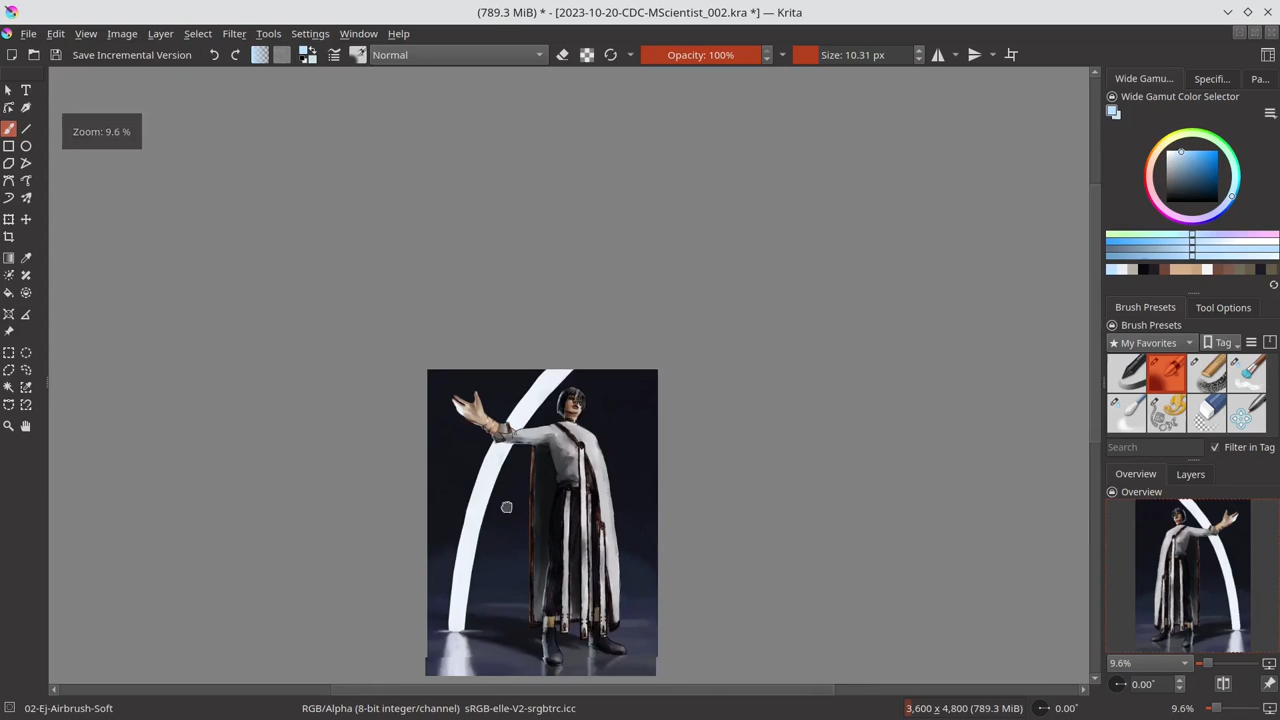 (789.3 MiB) * - [2023-10-20-CDC-MScientist_002.kra *] — Krita
File Edit View Image Layer Select Filter Tools Settings Window Help
Save Incremental Version Normal Opacity: 100% Size: 10.31 px
Wide Gamu... Specifi... Pa...
Wide Gamut Color Selector
Zoom: 9.6 %
Brush Presets Tool Options
Brush Presets
★ My Favorites Tag
Search Filter in Tag
Overview Layers
Overview
9.6%
0.00°
02-Ej-Airbrush-Soft RGB/Alpha (8-bit integer/channel) sRGB-elle-V2-srgbtrc.icc 3,600 x 4,800 (789.3 MiB) 0.00° 9.6%